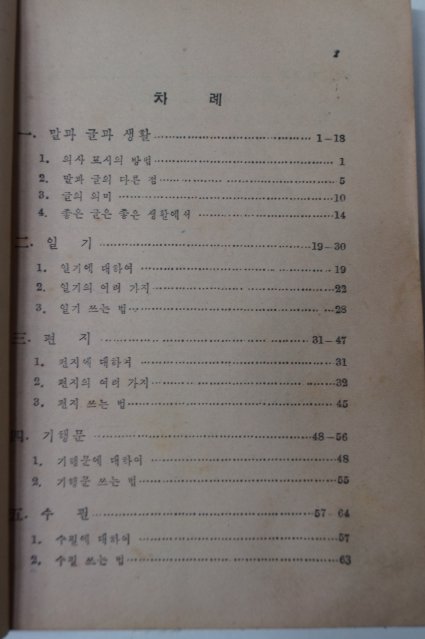 1
차 례
一. 말과 글과 생활 1-18
1. 의사 표시의 방법 1
2. 말과 글의 다른 점 5
3. 글의 의미 10
4. 좋은 글은 좋은 생활에서 14
二. 일 기 19-30
1. 일기에 대하여 19
2. 일기의 여러 가지 22
3. 일기 쓰는 법 28
三. 편 지 31-47
1. 편지에 대하여 31
2. 편지의 여러 가지 32
3. 편지 쓰는 법 45
四. 기행문 48-56
1. 기행문에 대하여 48
2. 기행문 쓰는 법 55
五. 수 필 57-64
1. 수필에 대하여 57
2. 수필 쓰는 법 63